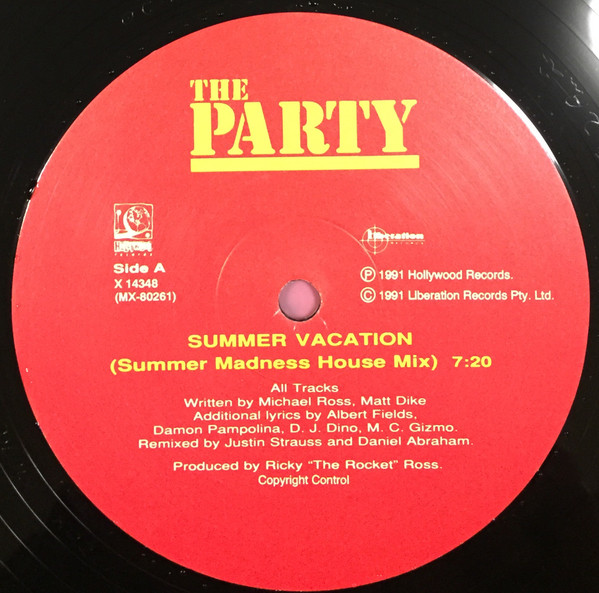 THE
PARTY
Liberation
RECORDS
Side A
X 14348
(MX-80261)
Ⓟ 1991 Hollywood Records.
© 1991 Liberation Records Pty. Ltd.
SUMMER VACATION
(Summer Madness House Mix) 7:20
All Tracks
Written by Michael Ross, Matt Dike
Additional lyrics by Albert Fields,
Damon Pampolina, D. J. Dino, M. C. Gizmo.
Remixed by Justin Strauss and Daniel Abraham.
Produced by Ricky "The Rocket" Ross.
Copyright Control